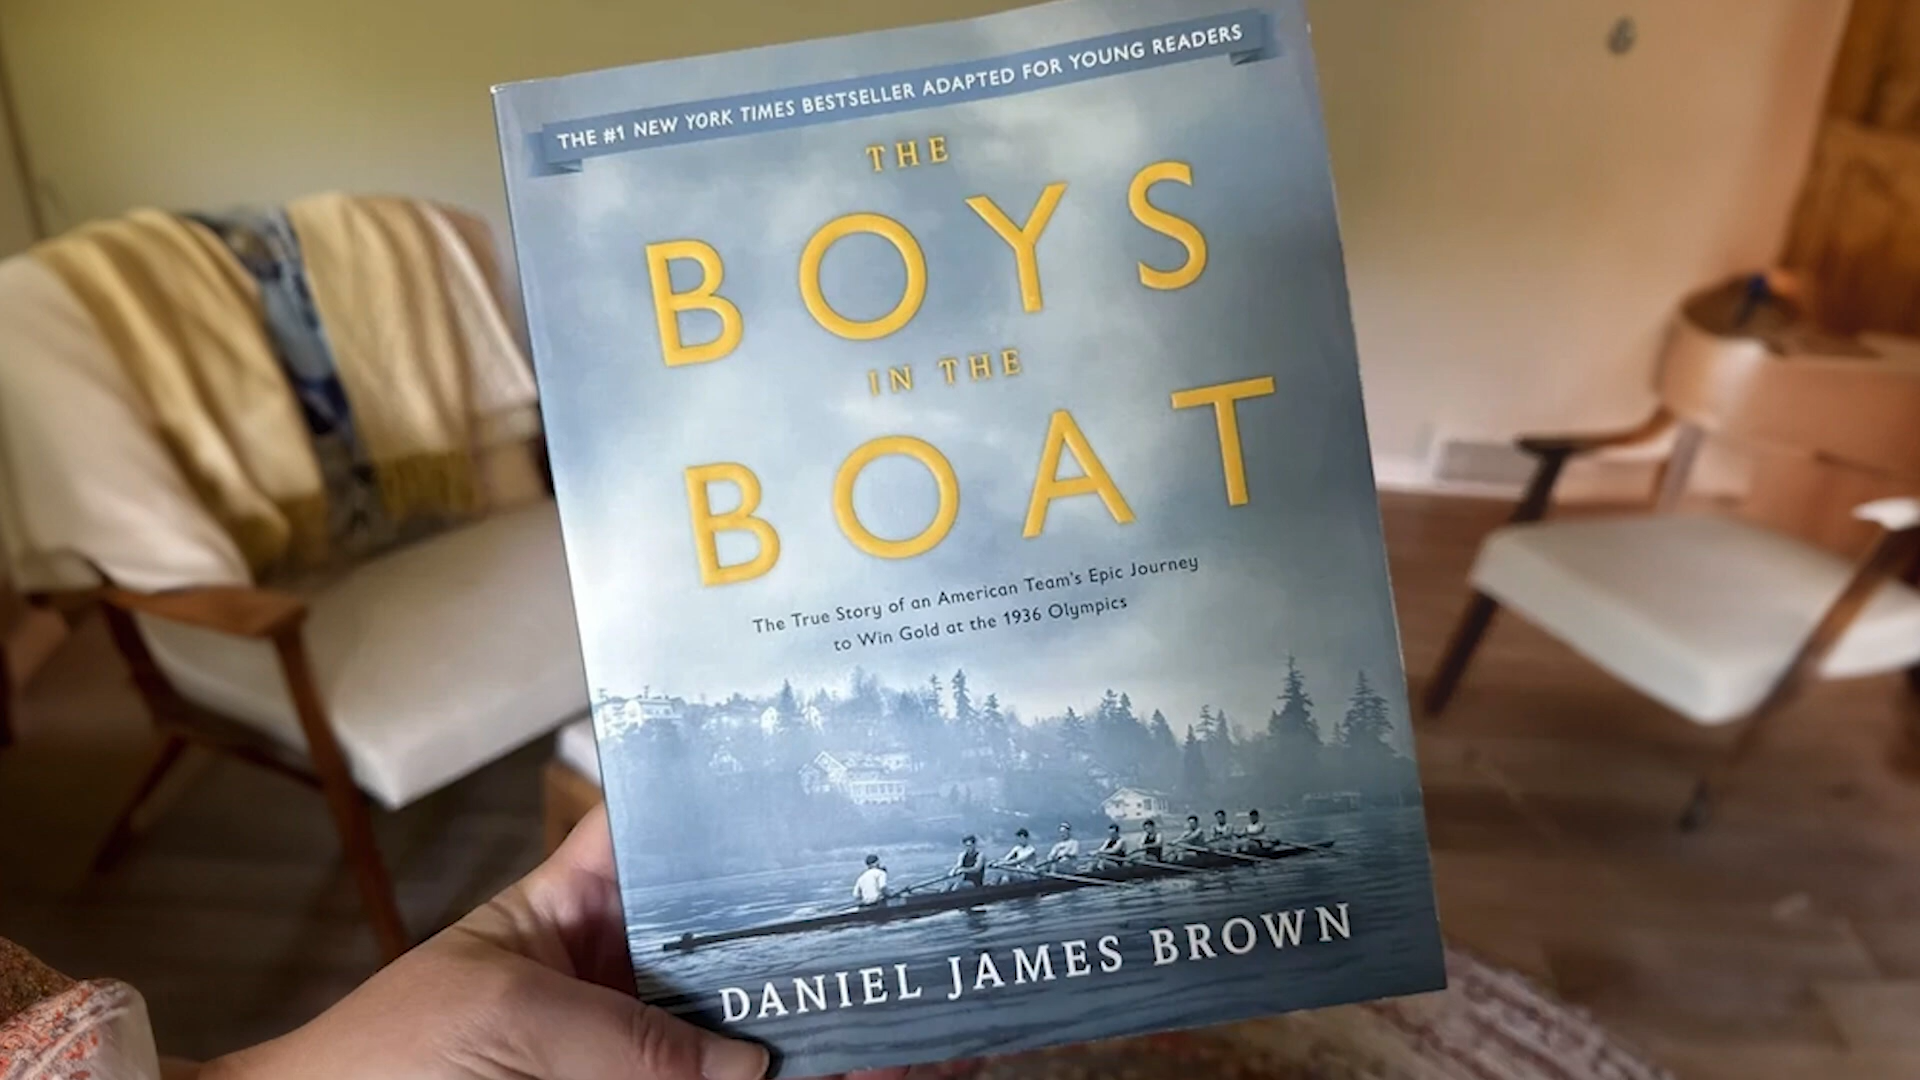 THE #1 NEW YORK TIMES BESTSELLER ADAPTED FOR YOUNG READERS
THE
BOYS
IN THE
BOAT
The True Story of an American Team's Epic Journey
to Win Gold at the 1936 Olympics
DANIEL JAMES BROWN